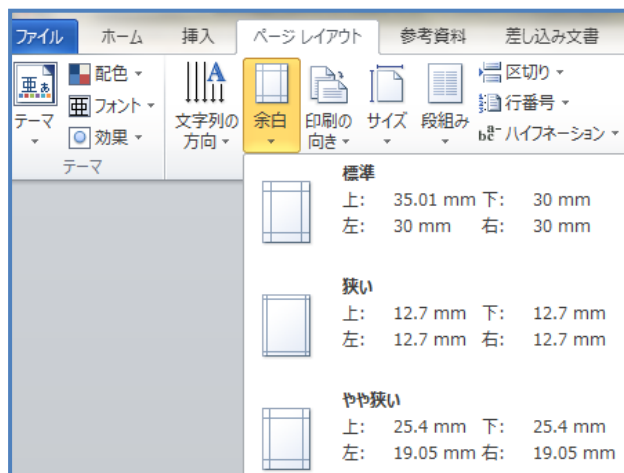 ファイル ホーム 挿入 ページ レイアウト 参考資料 差し込み文書
亜あ 配色
亜 フォント
効果
テーマ
テーマ
文字列の
方向
余白
印刷の
向き
サイズ
段組み
区切り
行番号
bc ハイフネーション
標準
上: 35.01 mm 下: 30 mm
左: 30 mm 右: 30 mm
狭い
上: 12.7 mm 下: 12.7 mm
左: 12.7 mm 右: 12.7 mm
やや狭い
上: 25.4 mm 下: 25.4 mm
左: 19.05 mm 右: 19.05 mm